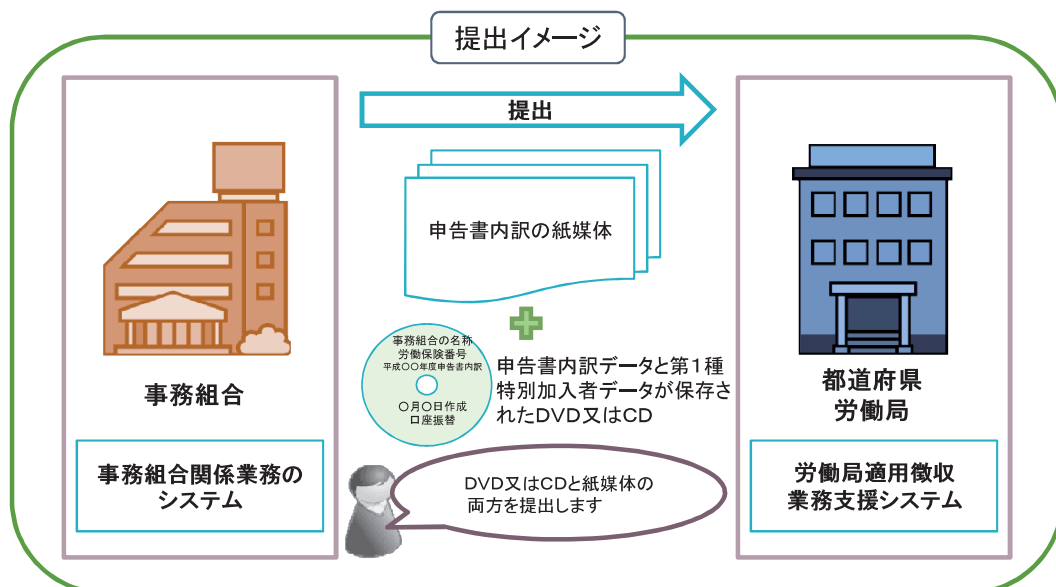 提出イメージ
提出
申告書内訳の紙媒体
事務組合の名称
労働保険番号
平成〇〇年度申告書内訳
〇月〇日作成
口座振替
申告書内訳データと第1種
特別加入者データが保存さ
れたDVD又はCD
事務組合
事務組合関係業務の
システム
DVD又はCDと紙媒体の
両方を提出します
都道府県
労働局
労働局適用徴収
業務支援システム